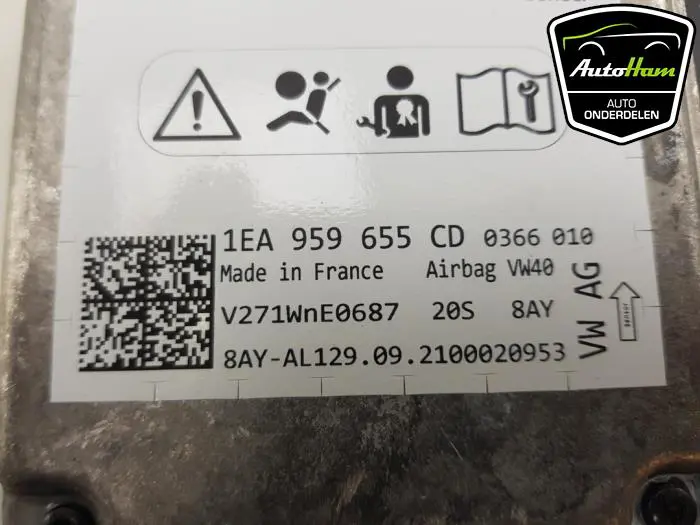 AutoHam
AUTO
ONDERDELEN
1EA 959 655 CD 0366 010
Made in France Airbag VW40
V271WnE0687 20S 8AY
8AY-AL129.09.2100020953
VW AG
sensor